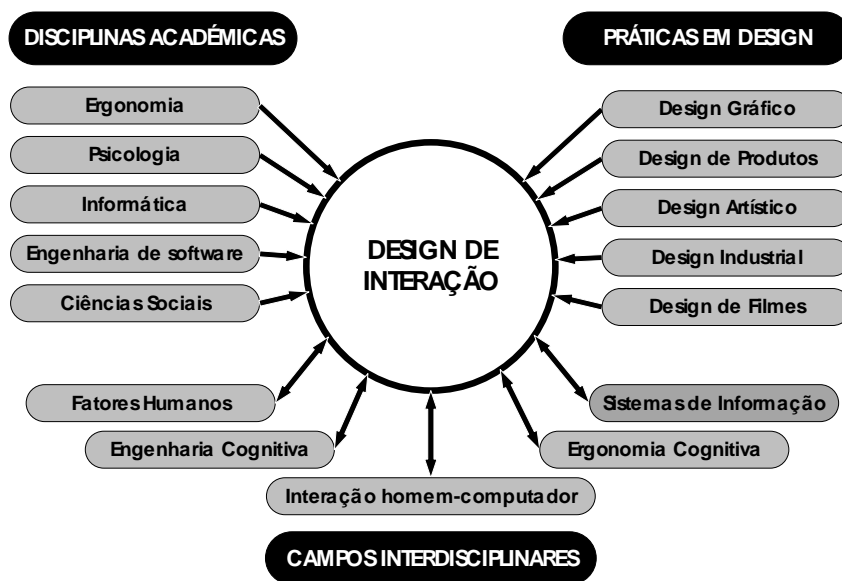 DISCIPLINAS ACADÉMICAS
Ergonomia
Psicologia
Informática
Engenharia de software
Ciências Sociais
PRÁTICAS EM DESIGN
Design Gráfico
Design de Produtos
Design Artístico
Design Industrial
Design de Filmes
DESIGN DE
INTERAÇÃO
Fatores Humanos
Sistemas de Informação
Engenharia Cognitiva
Ergonomia Cognitiva
Interação homem-computador
CAMPOS INTERDISCIPLINARES